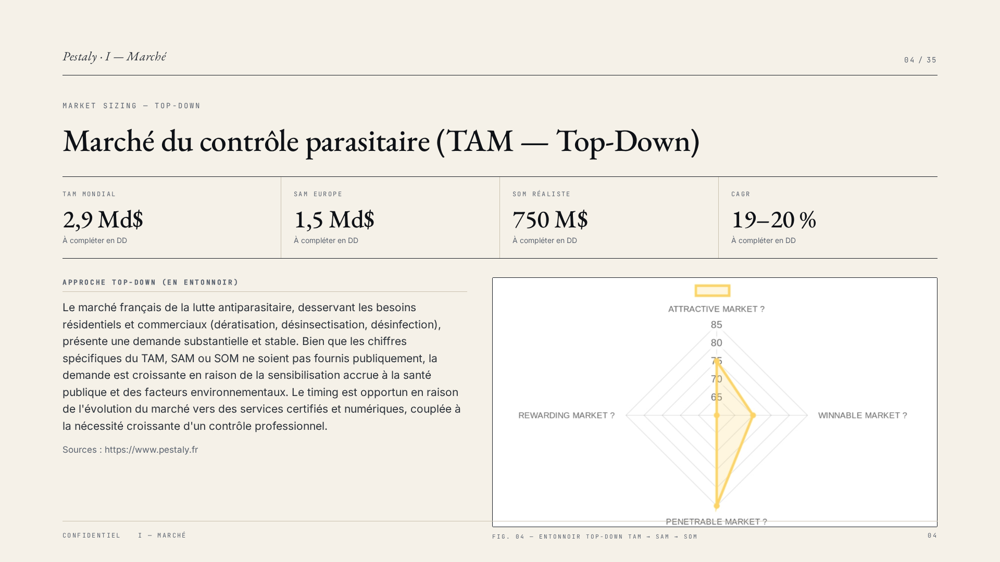 Pestaly · I — Marché
04 / 35
MARKET SIZING — TOP-DOWN
Marché du contrôle parasitaire (TAM — Top-Down)
TAM MONDIAL
2,9 Md$
À compléter en DD
SAM EUROPE
1,5 Md$
À compléter en DD
SOM RÉALISTE
750 M$
À compléter en DD
CAGR
19–20 %
À compléter en DD
APPROCHE TOP-DOWN (EN ENTONNOIR)
Le marché français de la lutte antiparasitaire, desservant les besoins
résidentiels et commerciaux (dératisation, désinsectisation, désinfection),
présente une demande substantielle et stable. Bien que les chiffres
spécifiques du TAM, SAM ou SOM ne soient pas fournis publiquement, la
demande est croissante en raison de la sensibilisation accrue à la santé
publique et des facteurs environnementaux. Le timing est opportun en raison
de l'évolution du marché vers des services certifiés et numériques, couplée à
la nécessité croissante d'un contrôle professionnel.
Sources : https://www.pestaly.fr
ATTRACTIVE MARKET ?
85
80
75
70
65
REWARDING MARKET ?
WINNABLE MARKET ?
PENETRABLE MARKET ?
FIG. 04 — ENTONNOIR TOP-DOWN TAM → SAM → SOM
CONFIDENTIEL
I — MARCHÉ
04